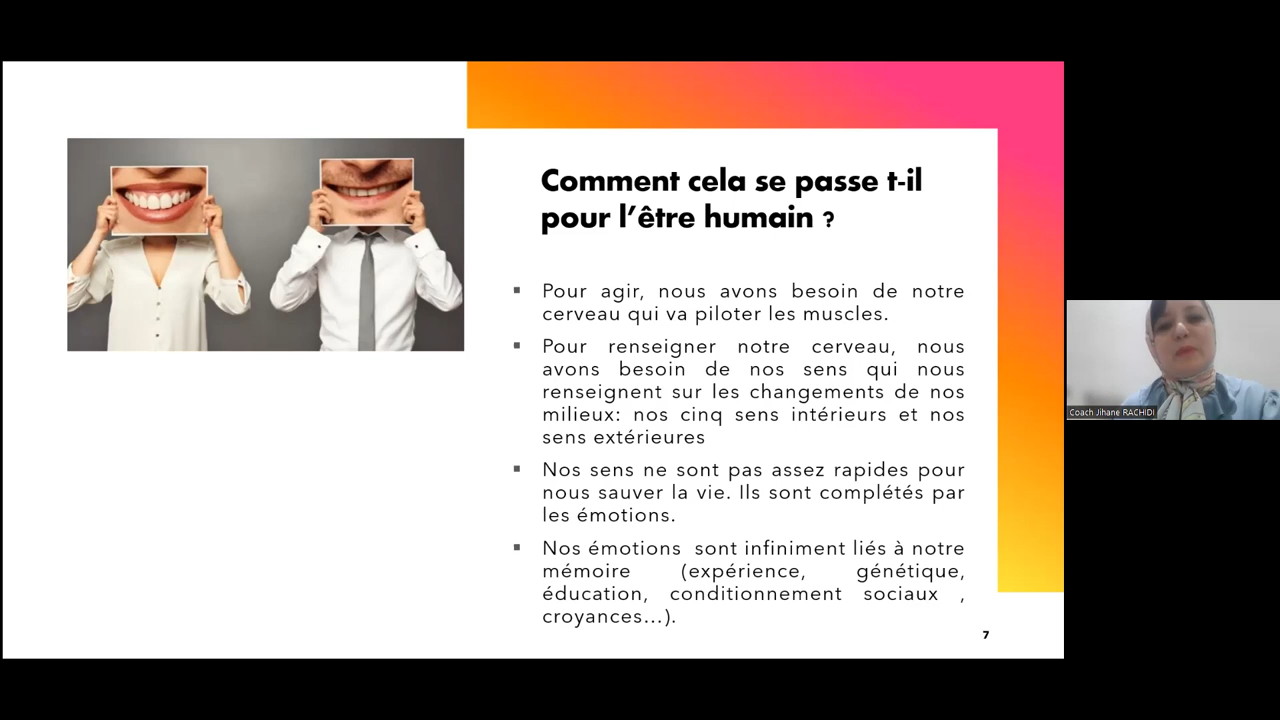 Comment cela se passe t-il
pour l'être humain ?
▪ Pour agir, nous avons besoin de notre
cerveau qui va piloter les muscles.
▪ Pour renseigner notre cerveau, nous
avons besoin de nos sens qui nous
renseignent sur les changements de nos
milieux: nos cinq sens intérieurs et nos
sens extérieures
▪ Nos sens ne sont pas assez rapides pour
nous sauver la vie. Ils sont complétés par
les émotions.
▪ Nos émotions  sont infiniment liés à notre
mémoire (expérience, génétique,
éducation, conditionnement sociaux ,
croyances...).
7
Coach Jihane RACHIDI